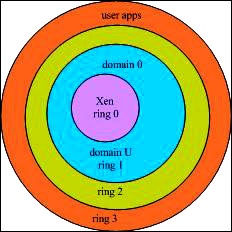 user apps
domain 0
Xen
ring 0
domain U
ring 1
ring 2
ring 3